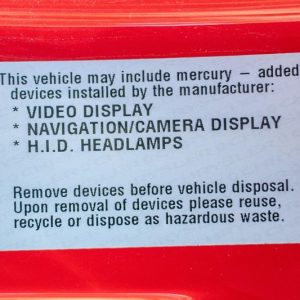 This vehicle may include mercury – added
devices installed by the manufacturer:
* VIDEO DISPLAY
* NAVIGATION/CAMERA DISPLAY
* H.I.D. HEADLAMPS
Remove devices before vehicle disposal.
Upon removal of devices please reuse,
recycle or dispose as hazardous waste.